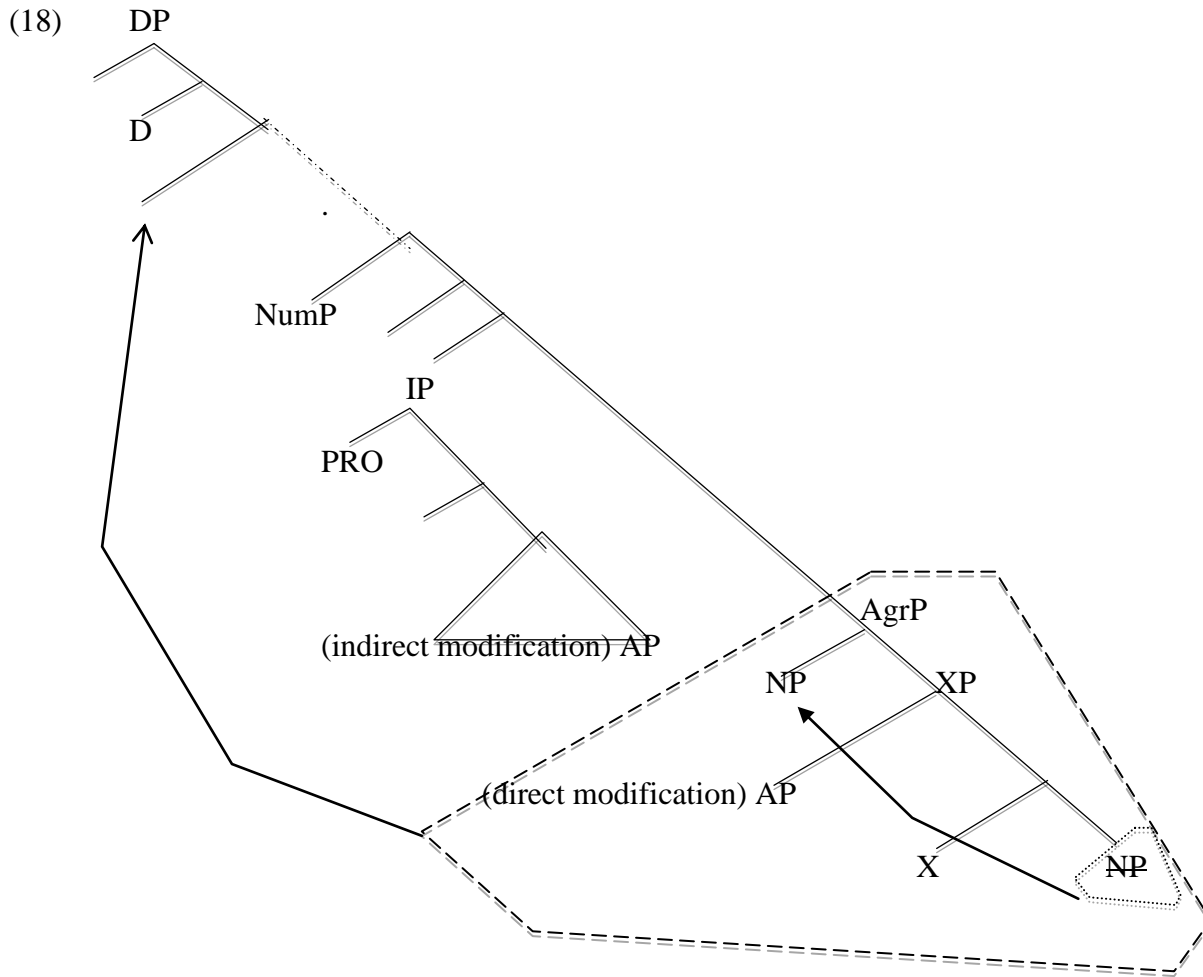 (18) DP
D
NumP
IP
PRO
AgrP
(indirect modification) AP
NP XP
(direct modification) AP
X NP